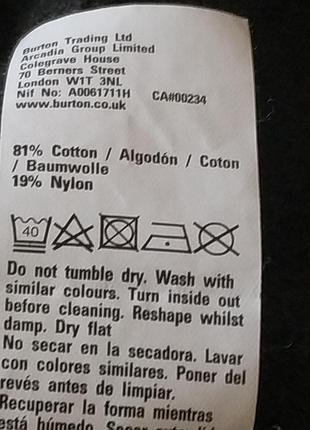 Burton Trading Ltd
Arcadia Group Limited
Colegrave House
70 Berners Street
London W1T 3NL
Nif No: A0061711H CA#00234
www.burton.co.uk
81% Cotton / Algodón / Coton
/ Baumwolle
19% Nylon
40
Do not tumble dry. Wash with
similar colours. Turn inside out
before cleaning. Reshape whilst
damp. Dry flat
No secar en la secadora. Lavar
con colores similares. Poner del
revés antes de limpiar.
Recuperar la forma mientras
está húmedo. Secar